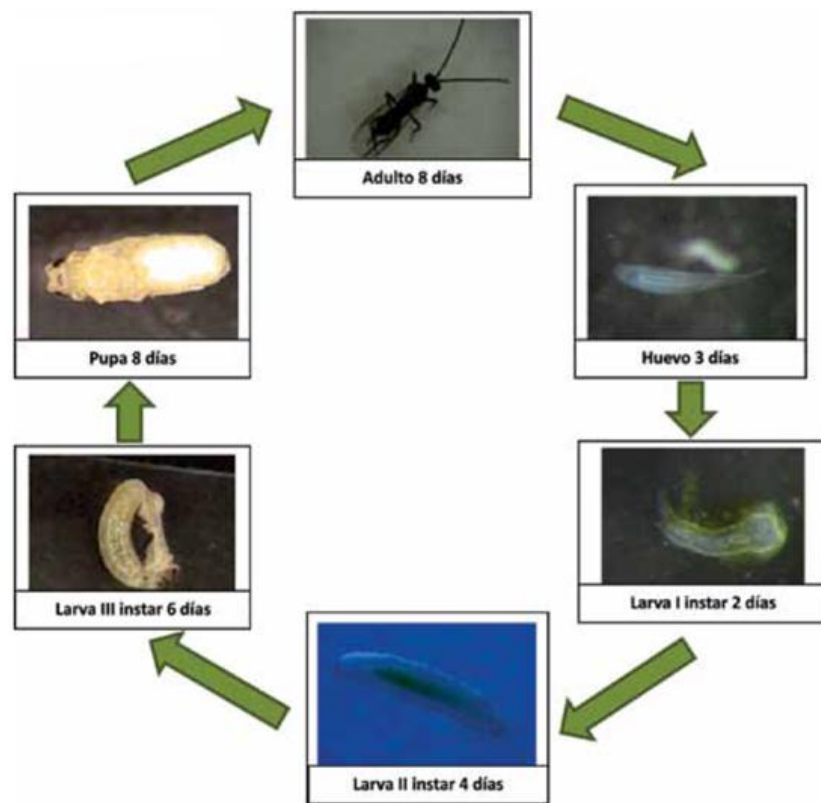 Adulto 8 días
Huevo 3 días
Larva I instar 2 días
Larva II instar 4 días
Larva III instar 6 días
Pupa 8 días